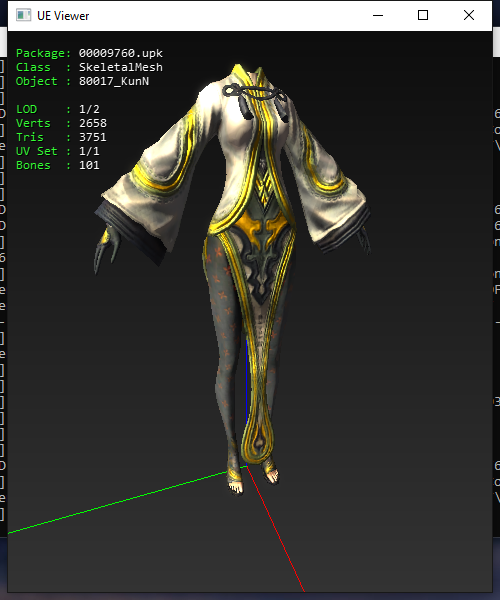 UE Viewer
Package: 00009760.upk
Class : SkeletalMesh
Object : 80017_KunN
LOD : 1/2
Verts : 2658
Tris : 3751
UV Set : 1/1
Bones : 101